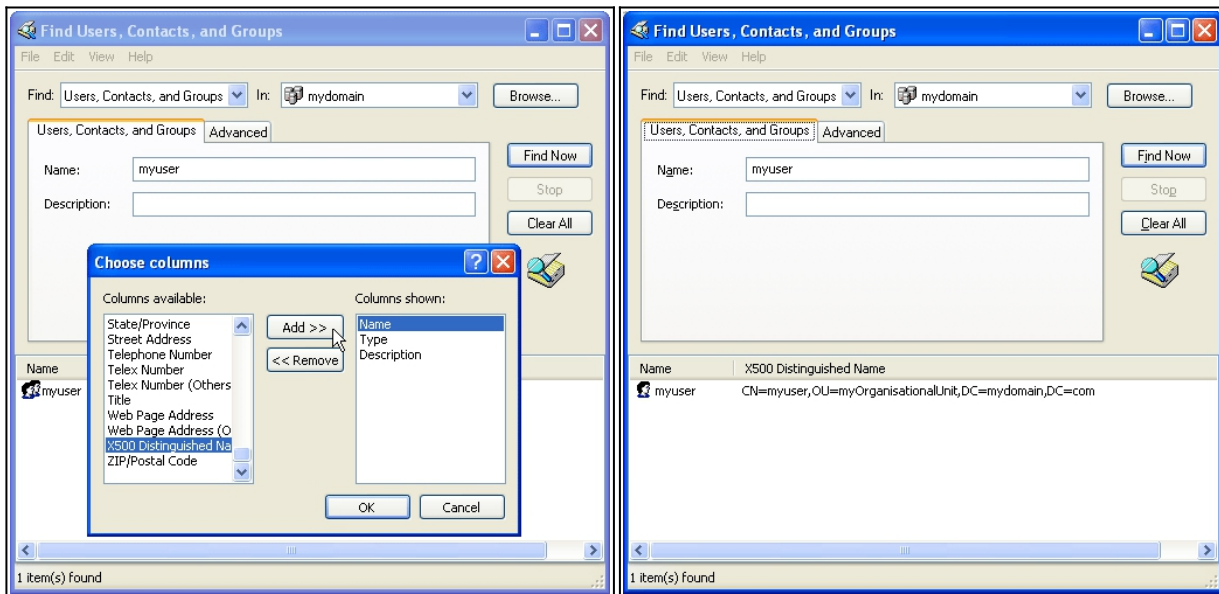 Find Users, Contacts, and Groups
File Edit View Help
Find: Users, Contacts, and Groups In: mydomain Browse...
Users, Contacts, and Groups Advanced
Find Now
Name: myuser
Stop
Description:
Clear All
Choose columns
Columns available: Columns shown:
State/Province
Street Address
Telephone Number
Telex Number
Telex Number (Others
Title
Web Page Address
Web Page Address (O
X500 Distinguished Na
ZIP/Postal Code
Add >>
<< Remove
Name
Type
Description
OK Cancel
Name
myuser
1 item(s) found
Find Users, Contacts, and Groups
File Edit View Help
Find: Users, Contacts, and Groups In: mydomain Browse...
Users, Contacts, and Groups Advanced
Find Now
Name: myuser
Stop
Description:
Clear All
Name X500 Distinguished Name
myuser CN=myuser,OU=myOrganisationalUnit,DC=mydomain,DC=com
1 item(s) found